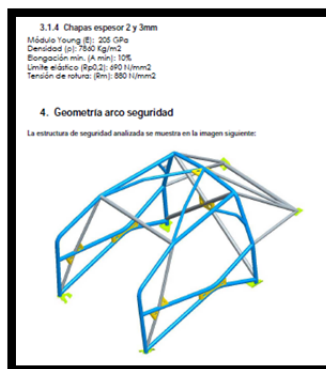 3.1.4 Chapas espesor 2 y 3mm
Módulo Young (E): 205 GPa
Densidad (ρ): 7860 Kg/m2
Elongación min. (A min): 10%
Límite elástico (Rp0,2): 690 N/mm2
Tensión de rotura: (Rm): 880 N/mm2
4. Geometría arco seguridad
La estructura de seguridad analizada se muestra en la imagen siguiente: